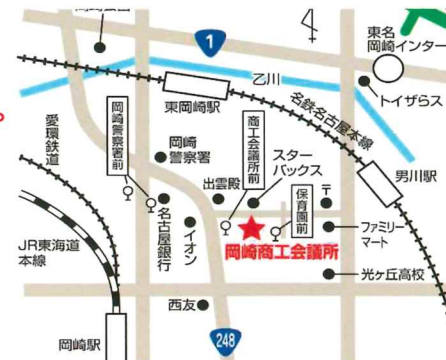 1
東名
岡崎インター
乙川
トイザらス
東岡崎駅
名鉄名古屋本線
岡崎警察署前
愛環鉄道
岡崎
警察署
商工会議所前
スター
バックス
男川駅
出雲殿
保育園前
〒
名古屋銀行
イオン
ファミリー
マート
岡崎商工会議所
JR東海道
本線
光ヶ丘高校
西友
248
岡崎駅